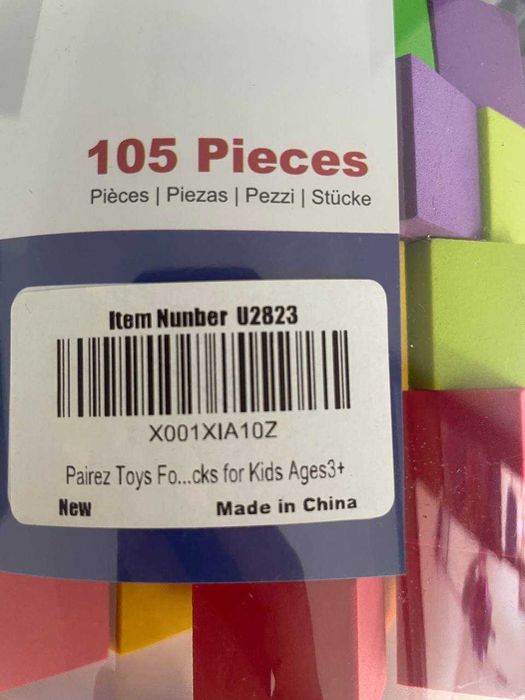 105 Pieces
Pièces | Piezas | Pezzi | Stücke
Item Nunber U2823
X001XIA10Z
Pairez Toys Fo...cks for Kids Ages3+
New Made in China